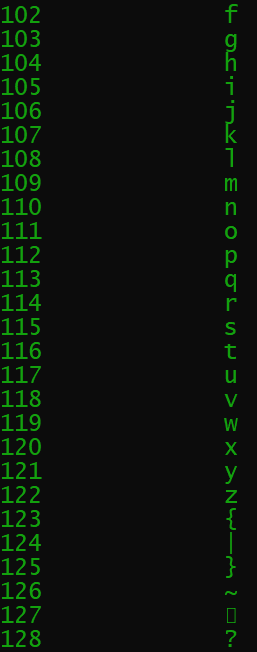 102 f
103 g
104 h
105 i
106 j
107 k
108 l
109 m
110 n
111 o
112 p
113 q
114 r
115 s
116 t
117 u
118 v
119 w
120 x
121 y
122 z
123 {
124 |
125 }
126 ~
127 ▯
128 ?